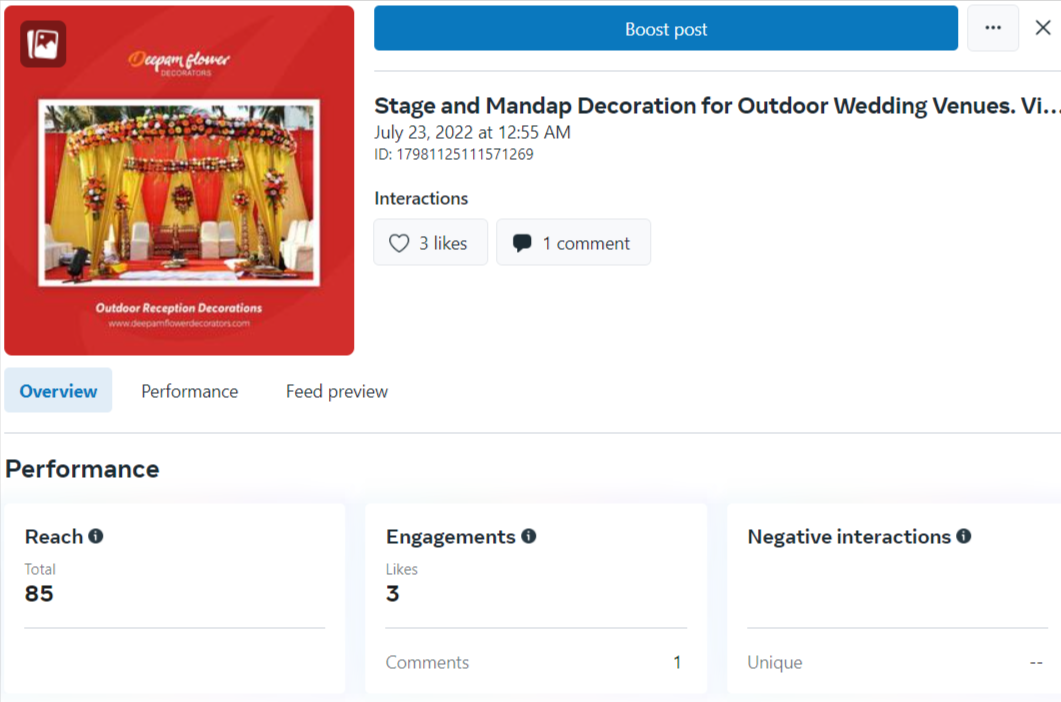 Deepam flower
DECORATORS
Outdoor Reception Decorations
www.deepamflowerdecorators.com
Boost post
Stage and Mandap Decoration for Outdoor Wedding Venues. Vi...
July 23, 2022 at 12:55 AM
ID: 17981125111571269
Interactions
3 likes
1 comment
Overview
Performance
Feed preview
Performance
Reach
Total
85
Engagements
Likes
3
Comments
1
Negative interactions
Unique
--